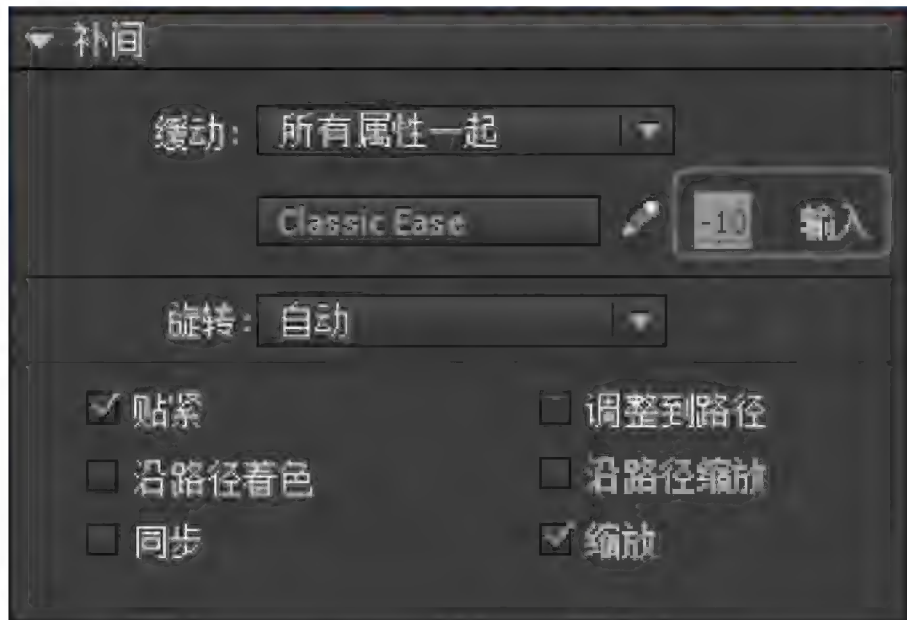 补间
缓动: 所有属性一起
Classic Ease -10 输入
旋转: 自动
贴紧 调整到路径
沿路径着色 沿路径缩放
同步 缩放